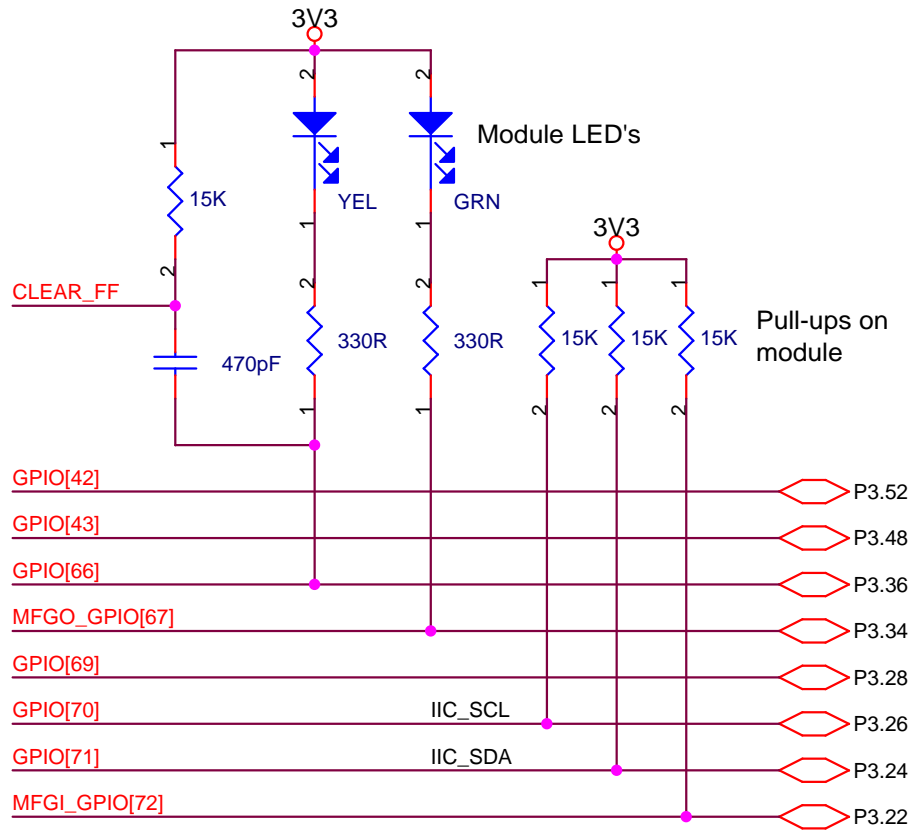 3V3
2
2
1
Module LED's
15K
YEL
GRN
1
1
3V3
2
2
2
1
1
1
CLEAR_FF
470pF
330R
330R
15K
15K
15K
Pull-ups on
module
1
1
2
2
2
GPIO[42]
P3.52
GPIO[43]
P3.48
GPIO[66]
P3.36
MFGO_GPIO[67]
P3.34
GPIO[69]
P3.28
GPIO[70]
IIC_SCL
P3.26
GPIO[71]
IIC_SDA
P3.24
MFGI_GPIO[72]
P3.22